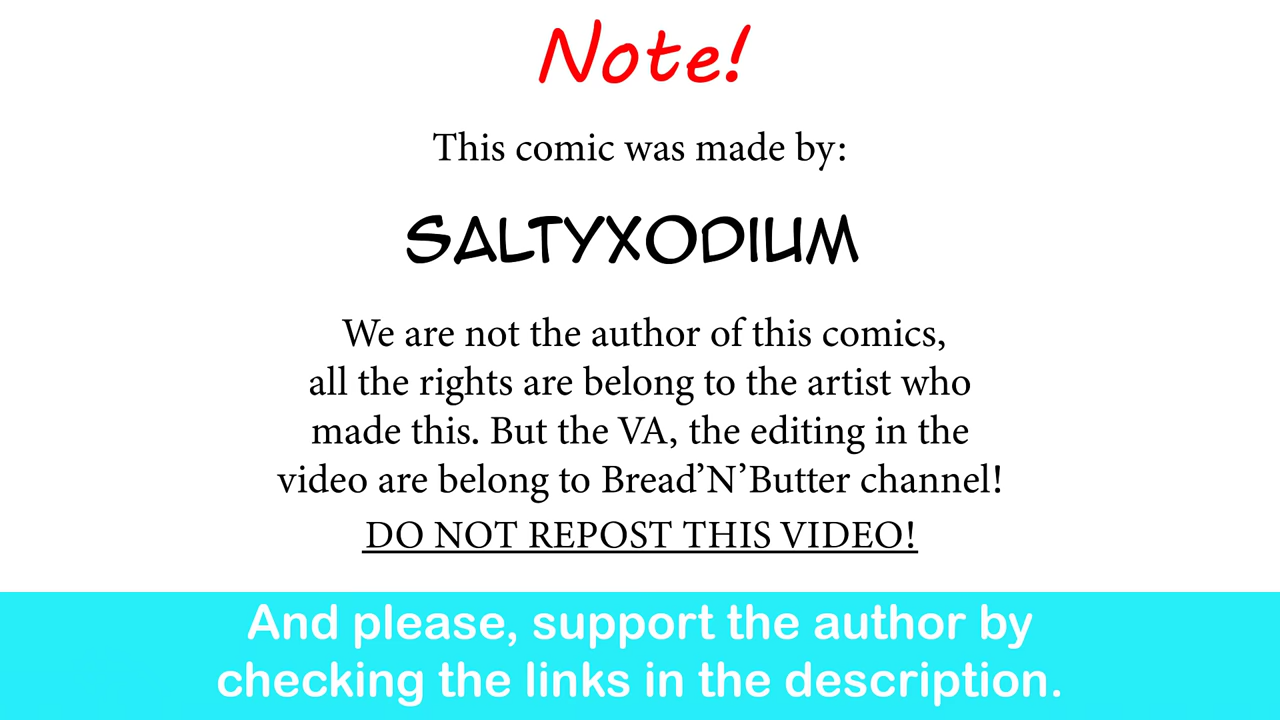 Note!
This comic was made by:
SALTYXODIUM
We are not the author of this comics,
all the rights are belong to the artist who
made this. But the VA, the editing in the
video are belong to Bread’N’Butter channel!
DO NOT REPOST THIS VIDEO!
And please, support the author by
checking the links in the description.